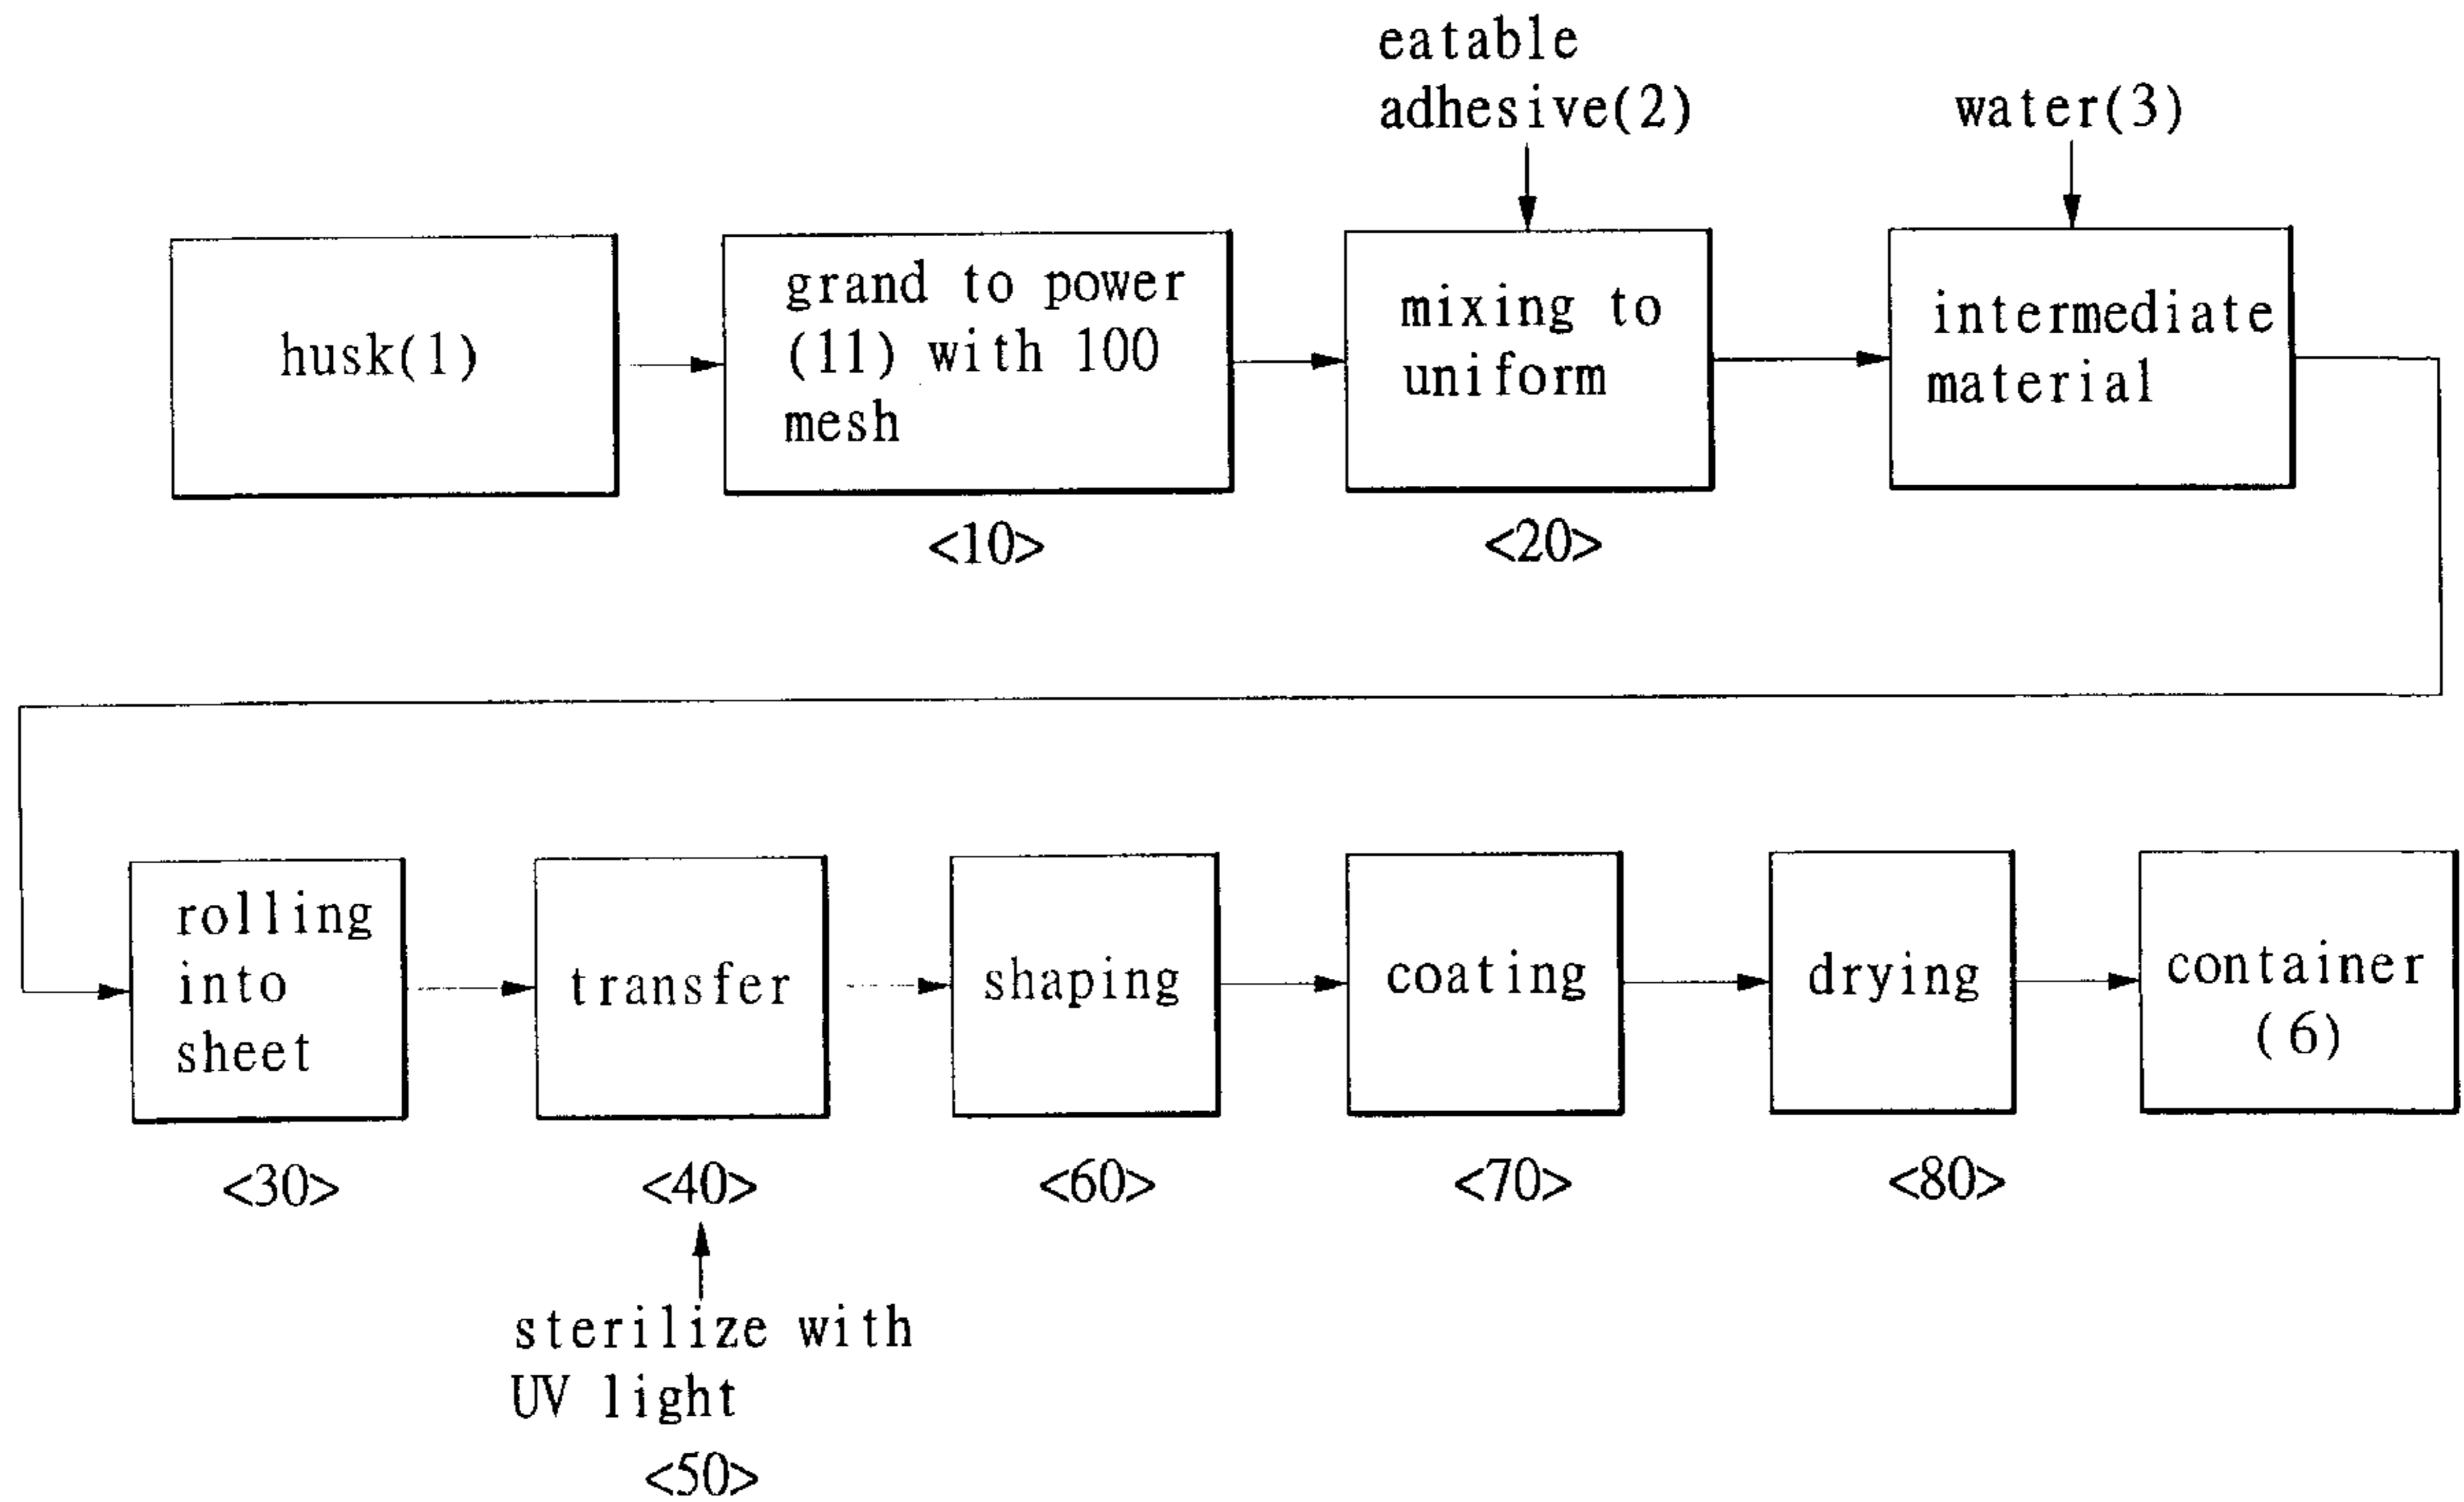 eatable
adhesive(2)
water(3)
husk(1)
grand to power
(11) with 100
mesh
mixing to
uniform
intermediate
material
<10>
<20>
rolling
into
sheet
transfer
shaping
coating
drying
container
(6)
<30>
<40>
<60>
<70>
<80>
sterilize with
UV light
<50>